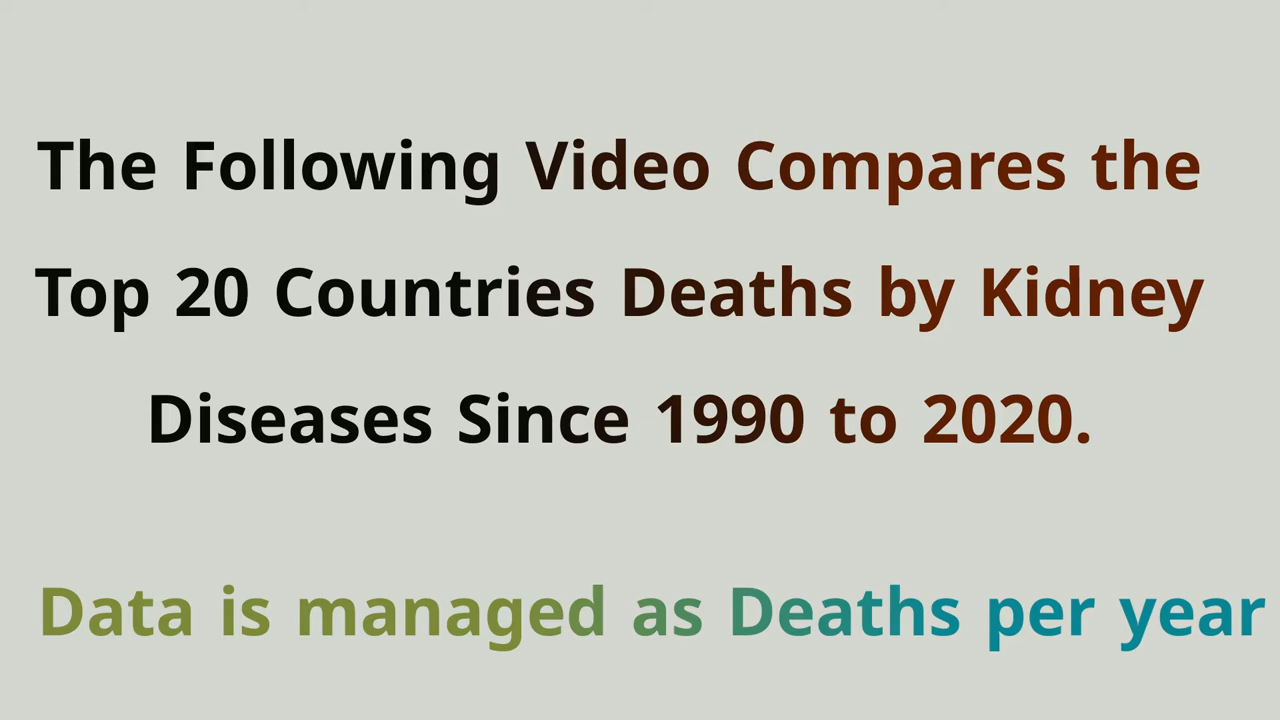 The Following Video Compares the
Top 20 Countries Deaths by Kidney
Diseases Since 1990 to 2020.
Data is managed as Deaths per year